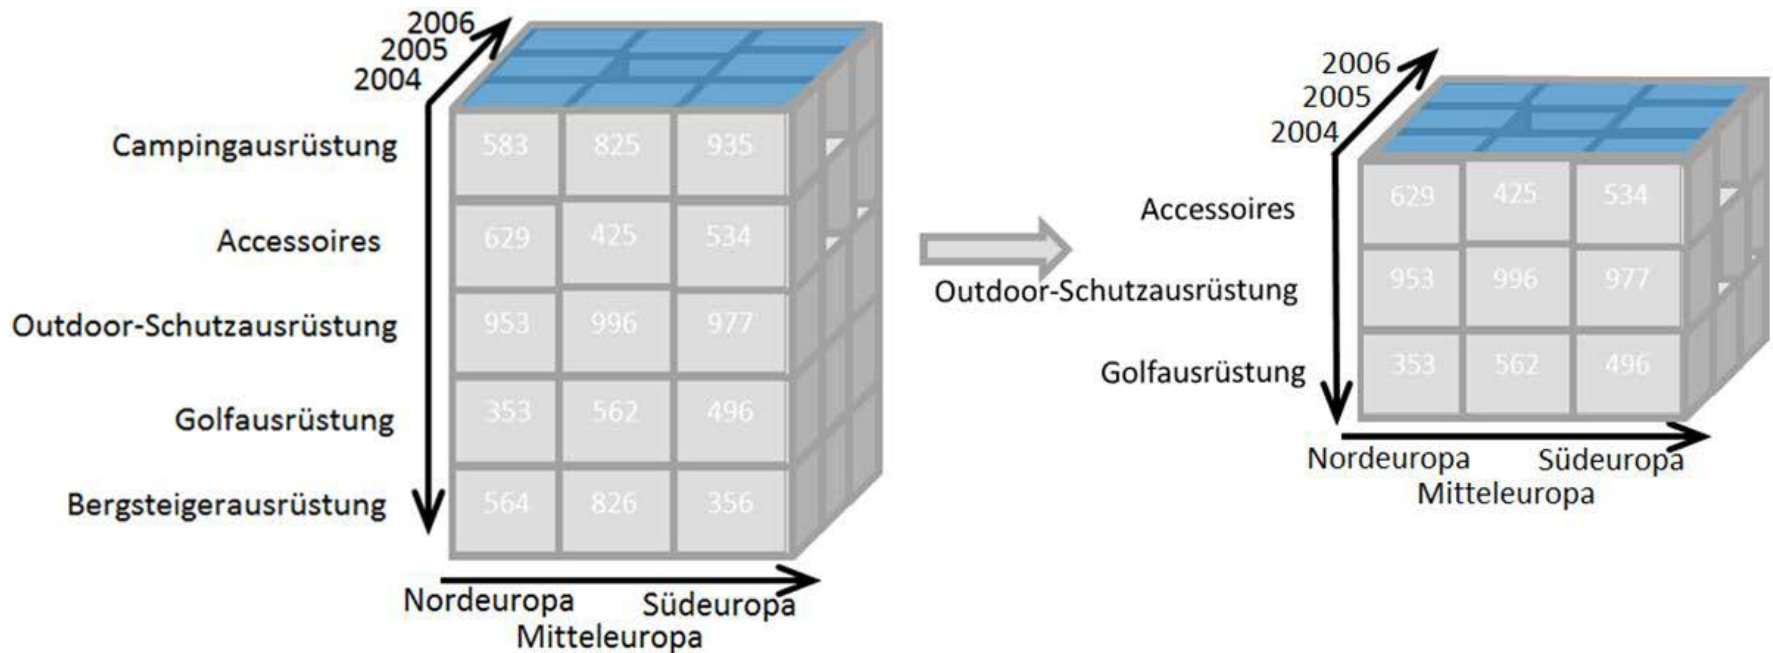 2006
2005
2004
Campingausrüstung
583 825 935
Accessoires
629 425 534
Outdoor-Schutzausrüstung
953 996 977
Golfausrüstung
353 562 496
Bergsteigerausrüstung
564 826 356
Nordeuropa
Südeuropa
Mitteleuropa
2006
2005
2004
Accessoires
629 425 534
Outdoor-Schutzausrüstung
953 996 977
Golfausrüstung
353 562 496
Nordeuropa
Südeuropa
Mitteleuropa